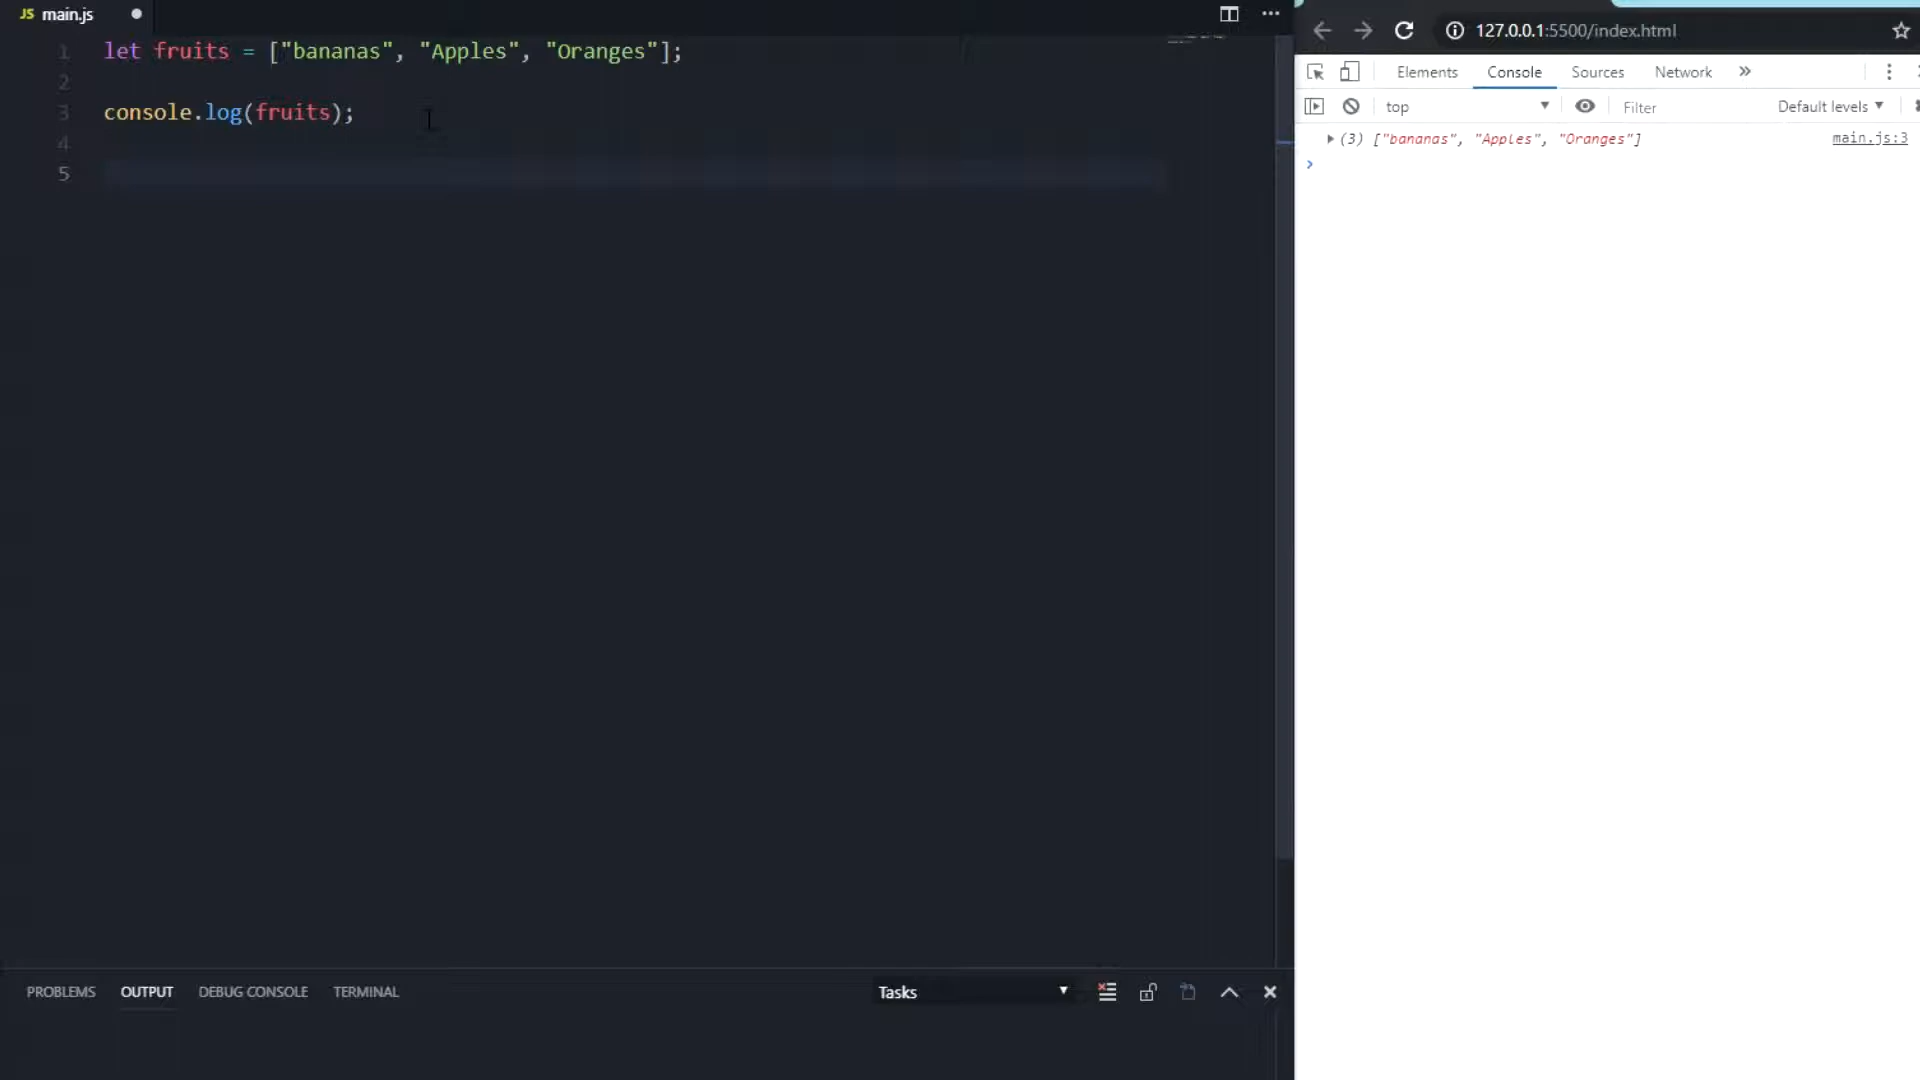 JS main.js
1 let fruits = ["bananas", "Apples", "Oranges"];
2
3 console.log(fruits);
4
5
PROBLEMS OUTPUT DEBUG CONSOLE TERMINAL Tasks
127.0.0.1:5500/index.html
Elements Console Sources Network
top Filter Default levels
(3) ["bananas", "Apples", "Oranges"] main.js:3